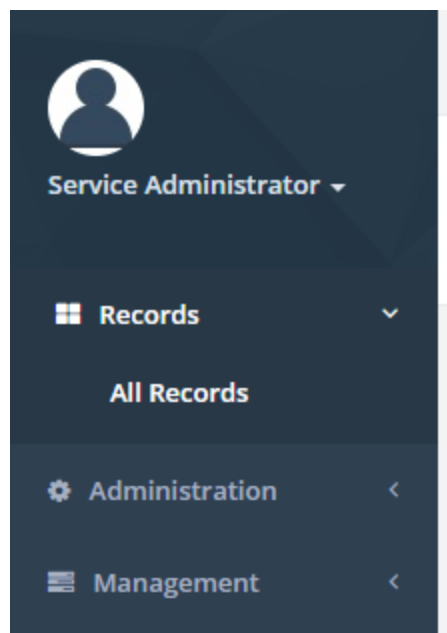 Service Administrator
Records
All Records
Administration
Management